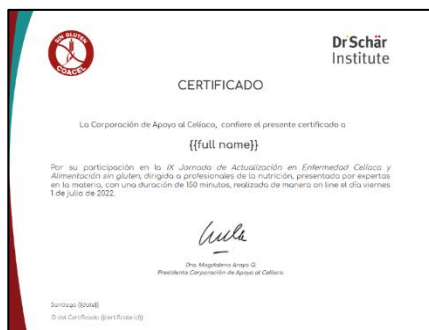 SIN GLUTEN
COACEL
Dr Schär
Institute
CERTIFICADO
La Corporación de Apoyo al Celíaco, confiere el presente certificado a
{{full name}}
Por su participación en la IX Jornada de Actualización en Enfermedad Celíaca y
Alimentación sin gluten, dirigida a profesionales de la nutrición, presentada por expertos
en la materia, con una duración de 150 minutos, realizada de manera on line el día viernes
1 de julio de 2022.
Dra. Magdalena Araya Q.
Presidenta Corporación de Apoyo al Celíaco.
Santiago {{date}}
ID del Certificado {{certificate id}}